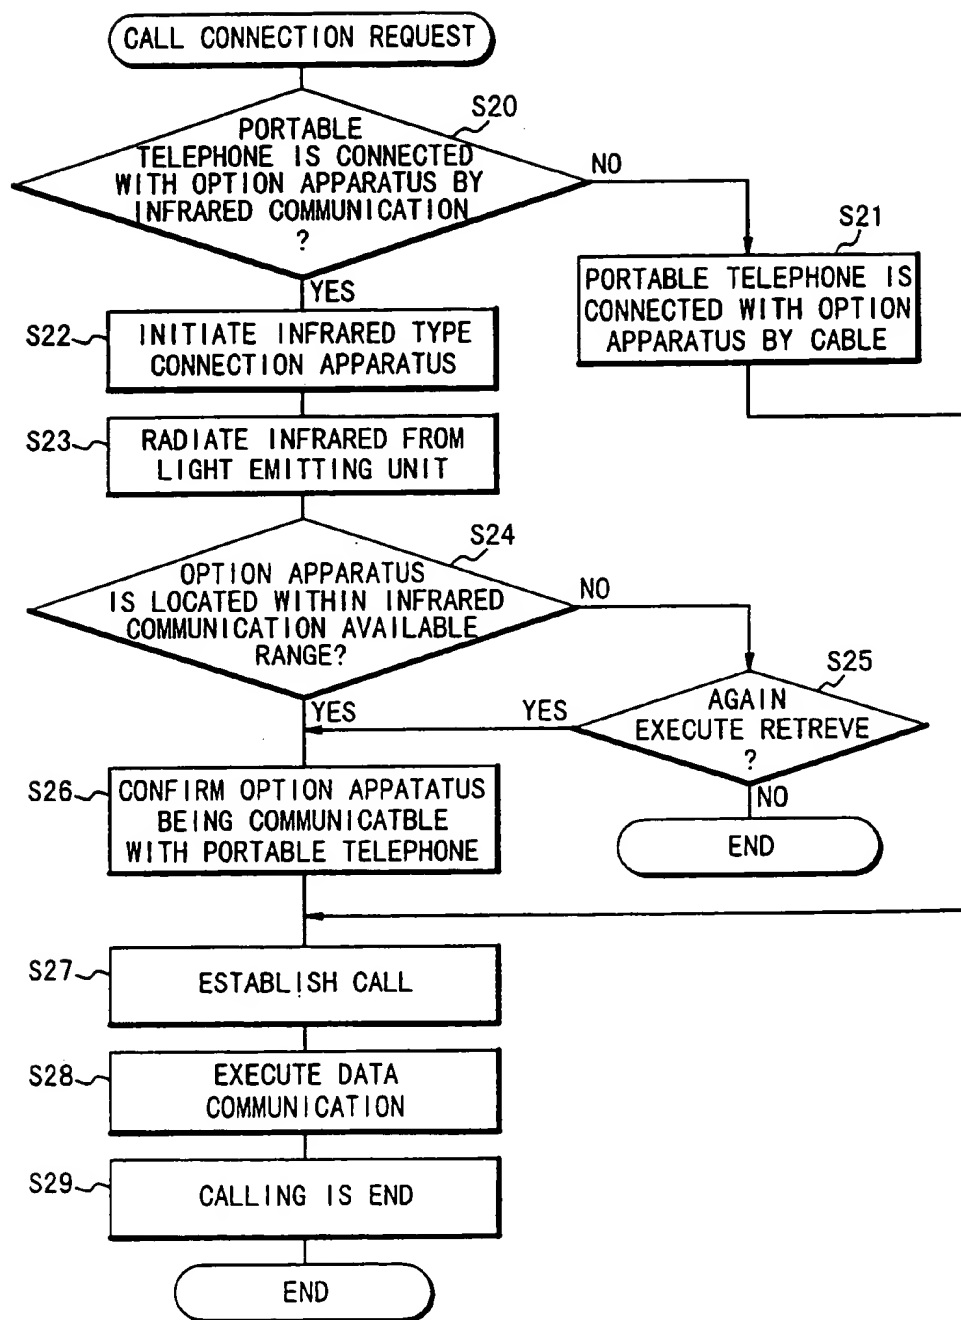 CALL CONNECTION REQUEST
S20
PORTABLE
TELEPHONE IS CONNECTED
WITH OPTION APPARATUS BY
INFRARED COMMUNICATION
?
NO
YES
S21
PORTABLE TELEPHONE IS
CONNECTED WITH OPTION
APPARATUS BY CABLE
S22
INITIATE INFRARED TYPE
CONNECTION APPARATUS
S23
RADIATE INFRARED FROM
LIGHT EMITTING UNIT
S24
OPTION APPARATUS
IS LOCATED WITHIN INFRARED
COMMUNICATION AVAILABLE
RANGE?
NO
YES
S25
AGAIN
EXECUTE RETREVE
?
YES
NO
END
S26
CONFIRM OPTION APPATATUS
BEING COMMUNICATBLE
WITH PORTABLE TELEPHONE
S27
ESTABLISH CALL
S28
EXECUTE DATA
COMMUNICATION
S29
CALLING IS END
END